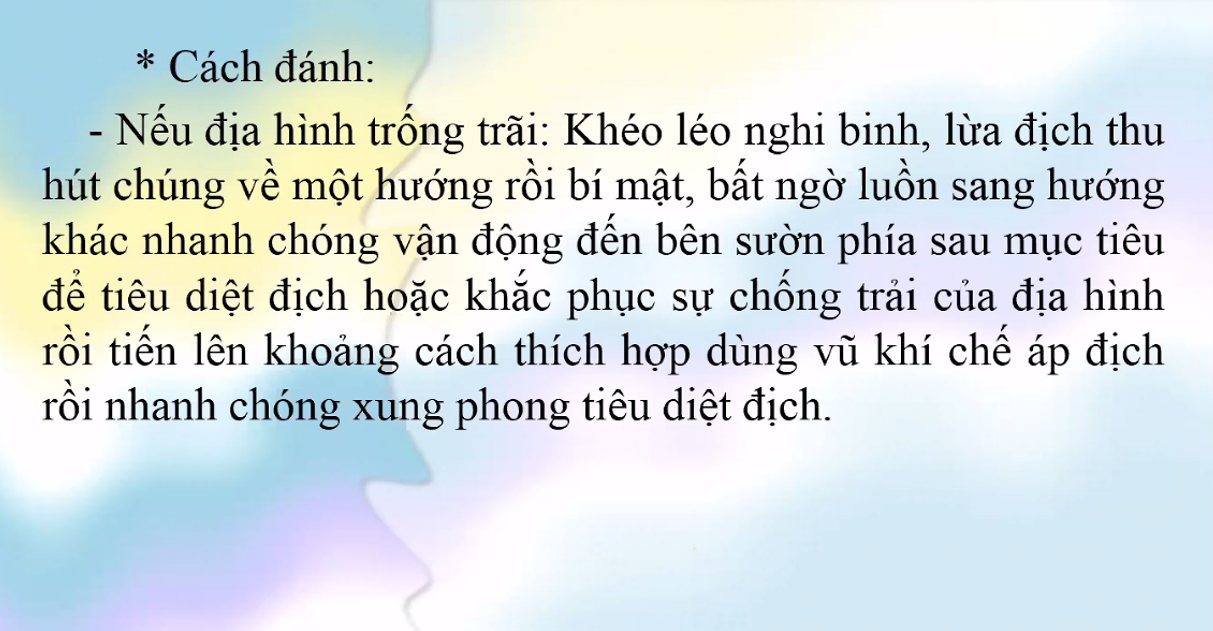 * Cách đánh:
- Nếu địa hình trống trãi: Khéo léo nghi binh, lừa địch thu
hút chúng về một hướng rồi bí mật, bất ngờ luồn sang hướng
khác nhanh chóng vận động đến bên sườn phía sau mục tiêu
để tiêu diệt địch hoặc khắc phục sự chống trải của địa hình
rồi tiến lên khoảng cách thích hợp dùng vũ khí chế áp địch
rồi nhanh chóng xung phong tiêu diệt địch.